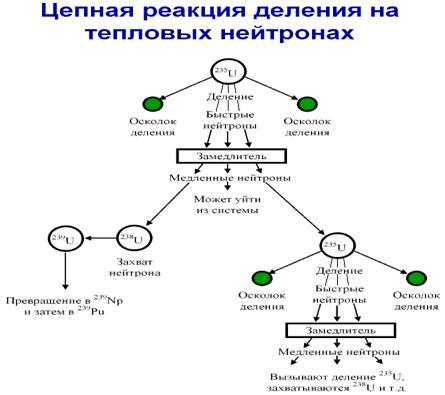 Цепная реакция деления на
тепловых нейтронах
²³⁵U
Деление
Осколок
деления
Быстрые
нейтроны
Осколок
деления
Замедлитель
Медленные нейтроны
Может уйти
из системы
²³⁹U
²³⁸U
Захват
нейтрона
²³⁵U
Превращение в ²³⁹Np
и затем в ²³⁹Pu
Деление
Осколок
деления
Быстрые
нейтроны
Осколок
деления
Замедлитель
Медленные нейтроны
Вызывают деление ²³⁵U,
захватываются ²³⁸U и т.д.